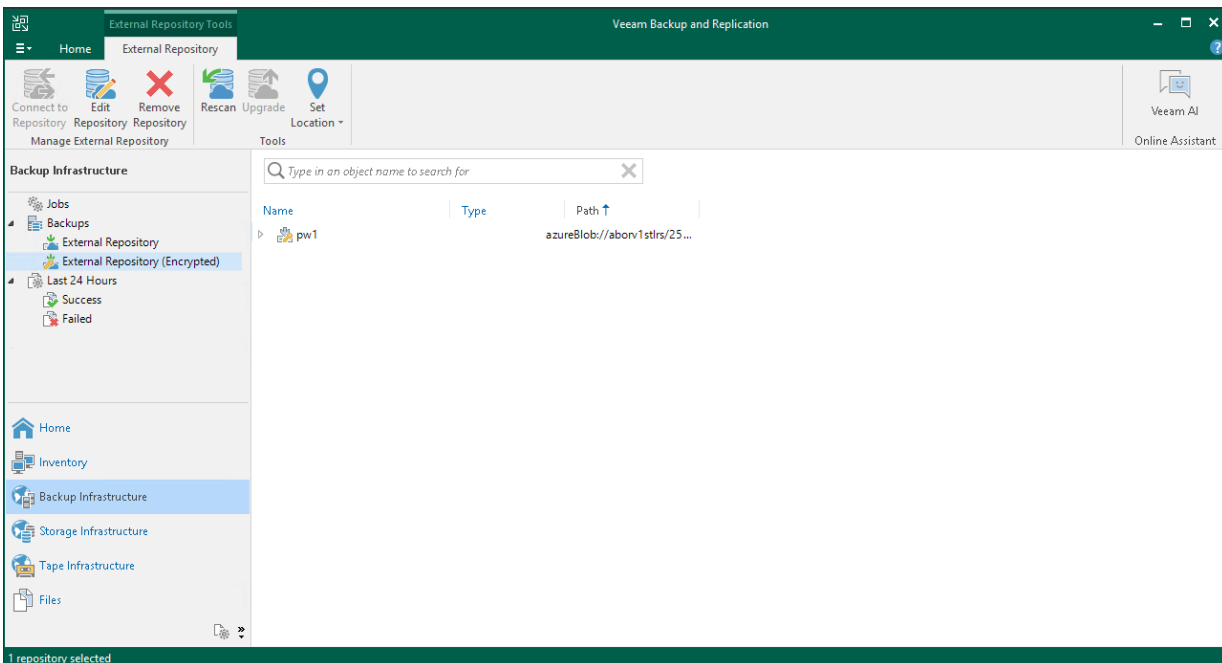 External Repository Tools
Veeam Backup and Replication
Home
External Repository
?
Connect to Repository
Edit Repository
Remove Repository
Rescan
Upgrade
Set Location
Manage External Repository
Tools
Veeam AI
Online Assistant
Backup Infrastructure
Type in an object name to search for
Jobs
Backups
External Repository
External Repository (Encrypted)
Last 24 Hours
Success
Failed
Name
Type
Path
pw1
azureBlob://aborv1stlrs/25...
Home
Inventory
Backup Infrastructure
Storage Infrastructure
Tape Infrastructure
Files
1 repository selected